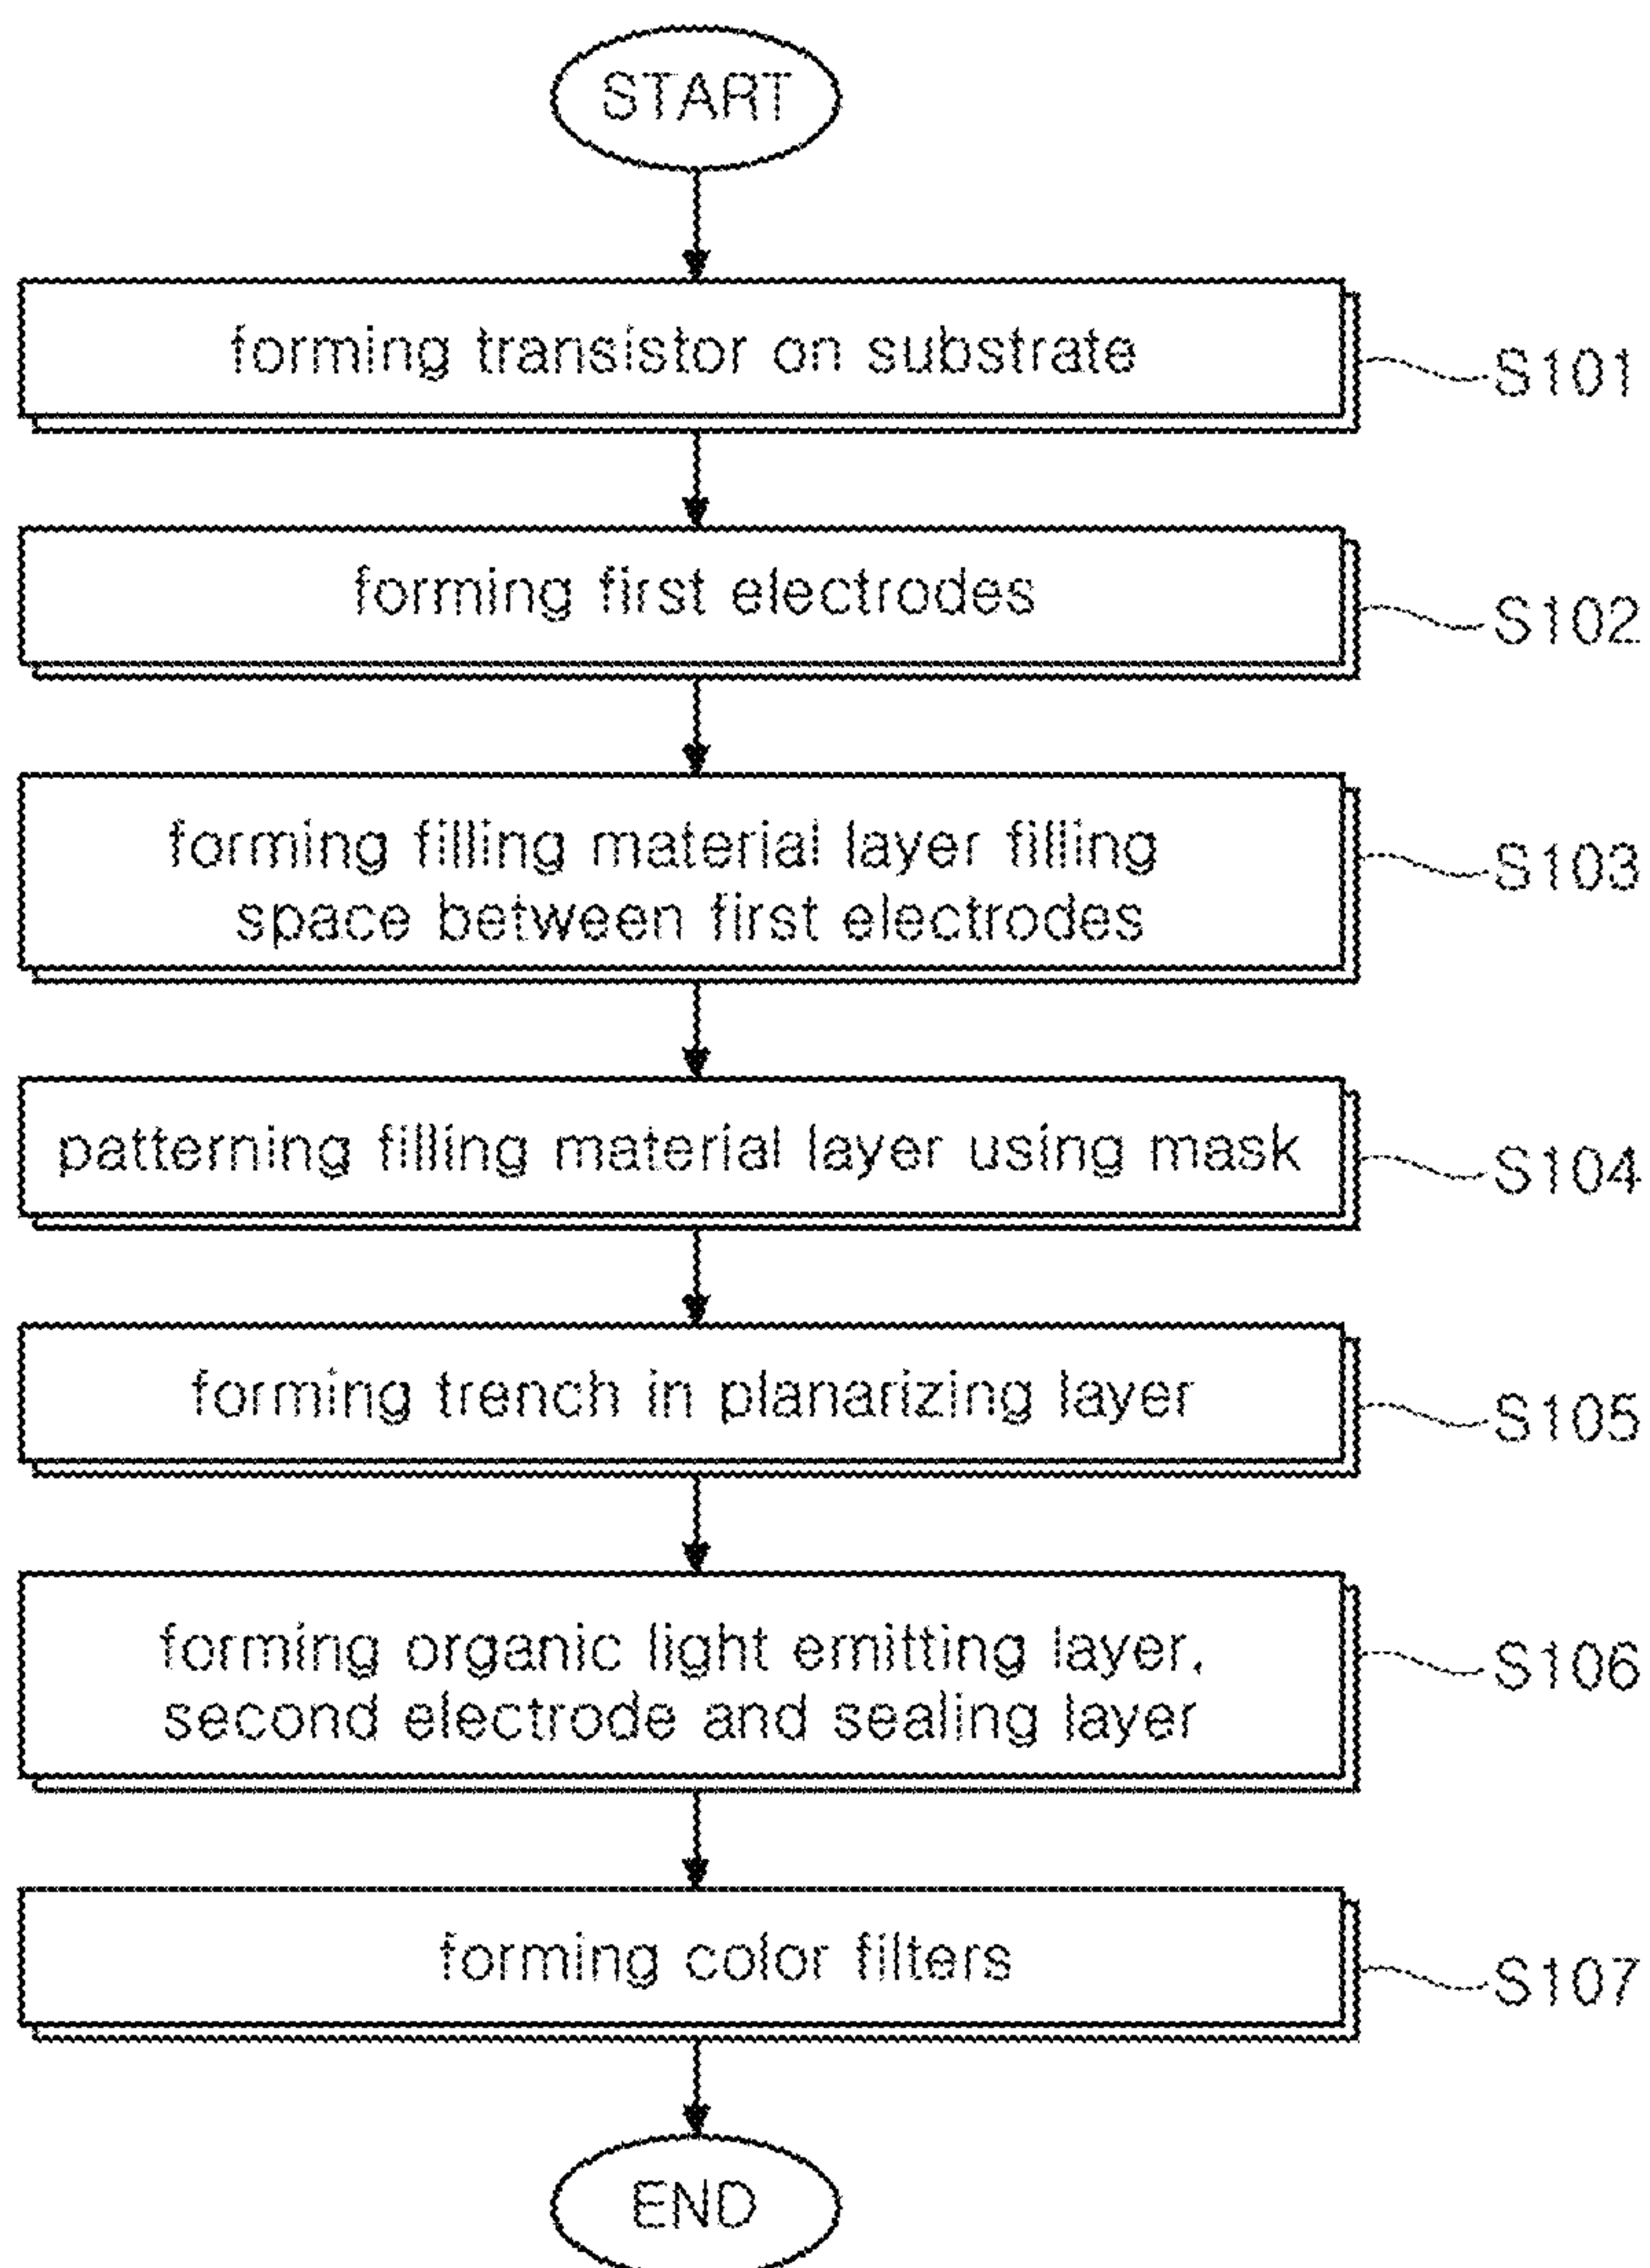 START
forming transistor on substrate
S101
forming first electrodes
S102
forming filling material layer filling
space between first electrodes
S103
patterning filling material layer using mask
S104
forming trench in planarizing layer
S105
forming organic light emitting layer,
second electrode and sealing layer
S106
forming color filters
S107
END